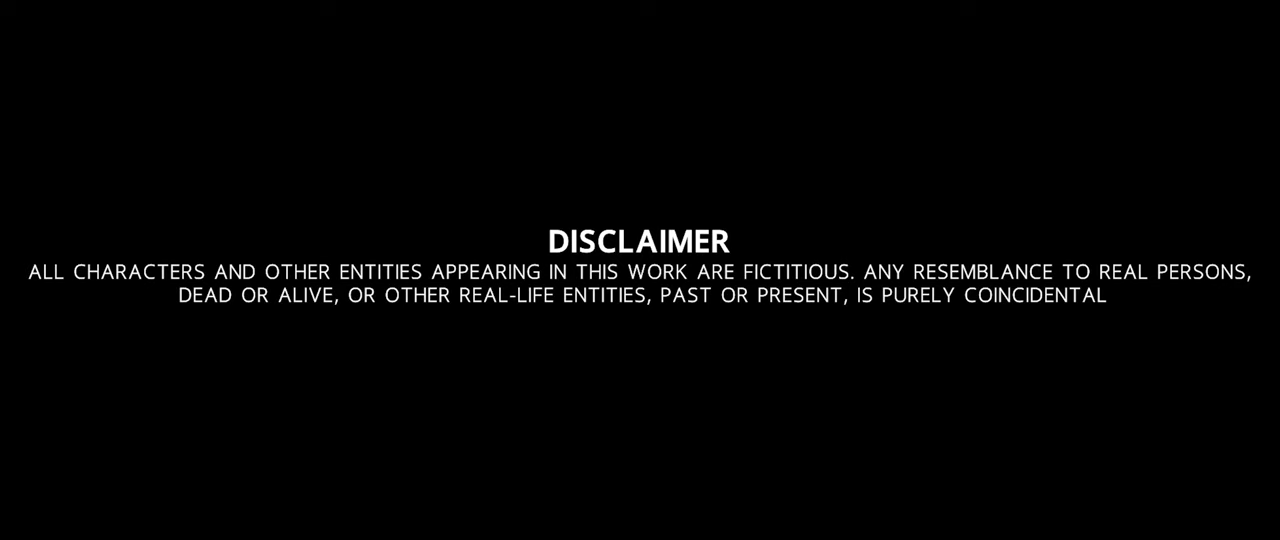 DISCLAIMER
ALL CHARACTERS AND OTHER ENTITIES APPEARING IN THIS WORK ARE FICTITIOUS. ANY RESEMBLANCE TO REAL PERSONS,
DEAD OR ALIVE, OR OTHER REAL-LIFE ENTITIES, PAST OR PRESENT, IS PURELY COINCIDENTAL